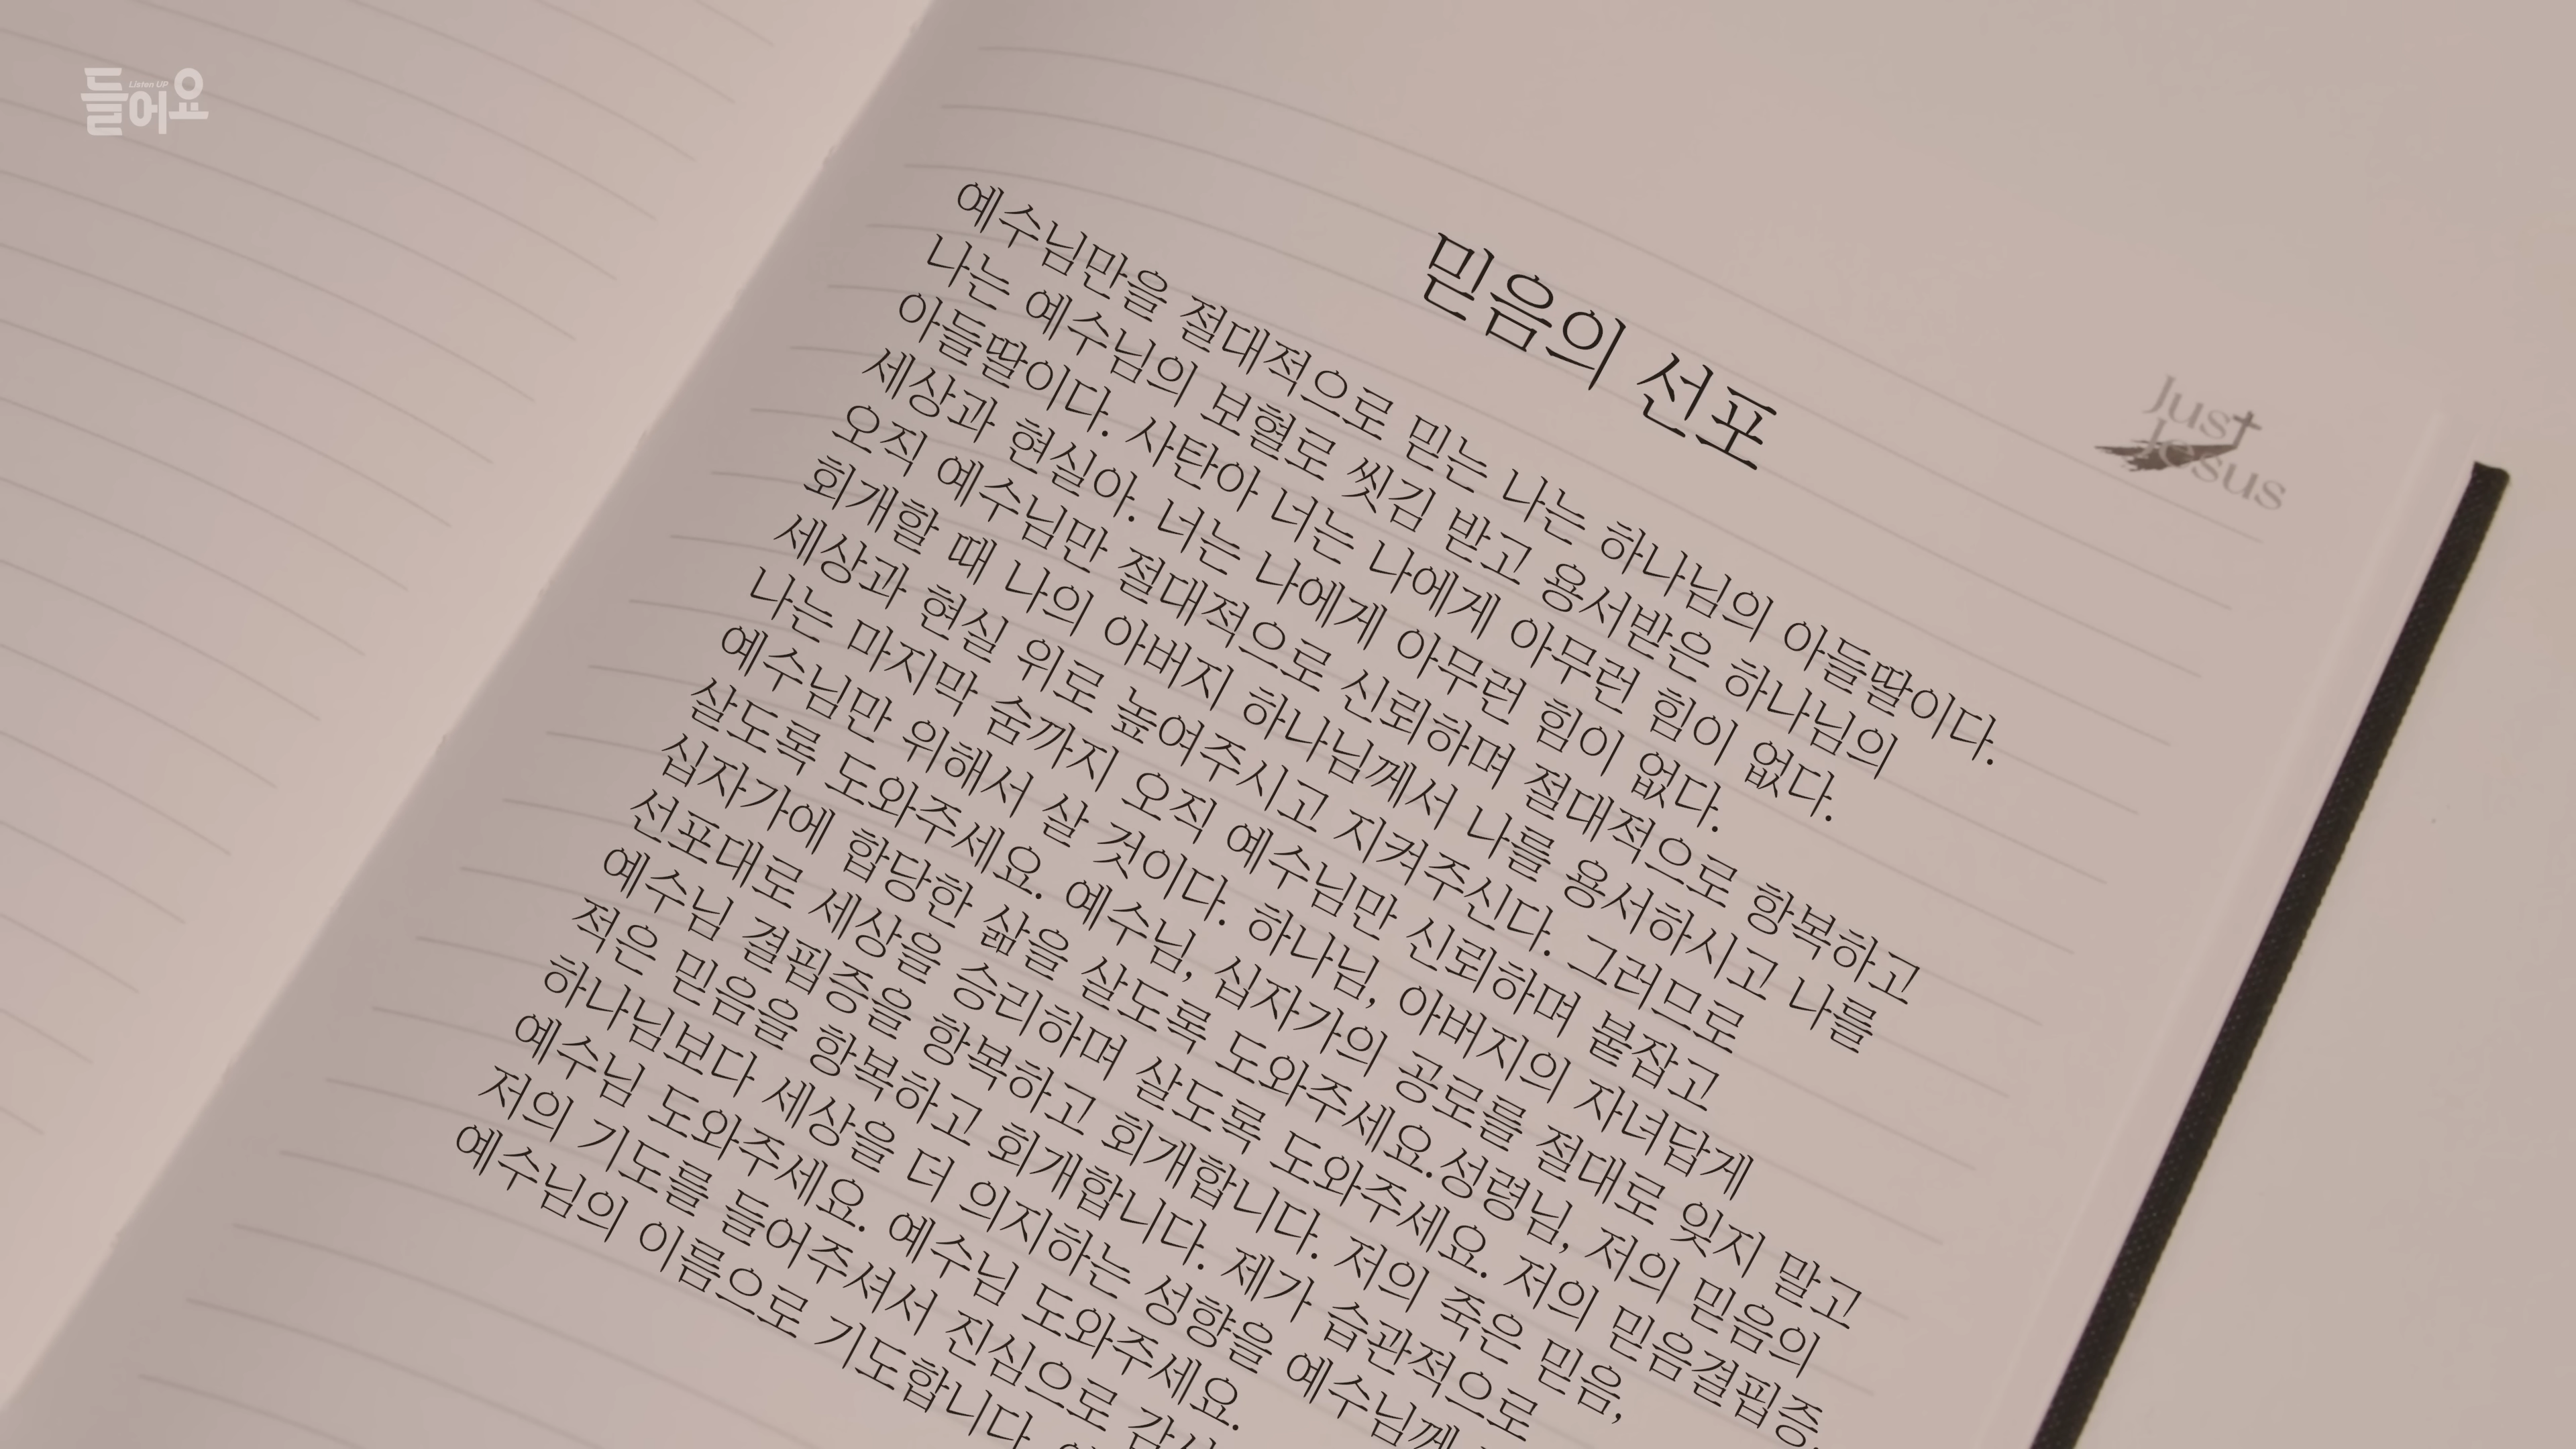 들어요
Listen UP
믿음의 선포
Just
Jesus
예수님만을 절대적으로 믿는 나는 하나님의 아들딸이다.
나는 예수님의 보혈로 씻김 받고 용서받은 하나님의
아들딸이다. 사탄아 너는 나에게 아무런 힘이 없다.
세상과 현실아. 너는 나에게 아무런 힘이 없다.
오직 예수님만 절대적으로 신뢰하며 절대적으로 항복하고
회개할 때 나의 아버지 하나님께서 나를 용서하시고 나를
세상과 현실 위로 높여주시고 지켜주신다. 그러므로
나는 마지막 숨까지 오직 예수님만 신뢰하며 붙잡고
예수님만 위해서 살 것이다. 하나님, 아버지의 자녀답게
살도록 도와주세요. 예수님, 십자가의 공로를 절대로 잊지 말고
십자가에 합당한 삶을 살도록 도와주세요.성령님, 저의 믿음의
선포대로 세상을 승리하며 살도록 도와주세요. 저의 믿음결핍증,
예수님 결핍증을 항복하고 회개합니다. 저의 죽은 믿음,
적은 믿음을 항복하고 회개합니다. 제가 습관적으로
하나님보다 세상을 더 의지하는 성향을 예수님께
예수님 도와주세요. 예수님 도와주세요.
저의 기도를 들어주셔서 진심으로
예수님의 이름으로 기도합니다.